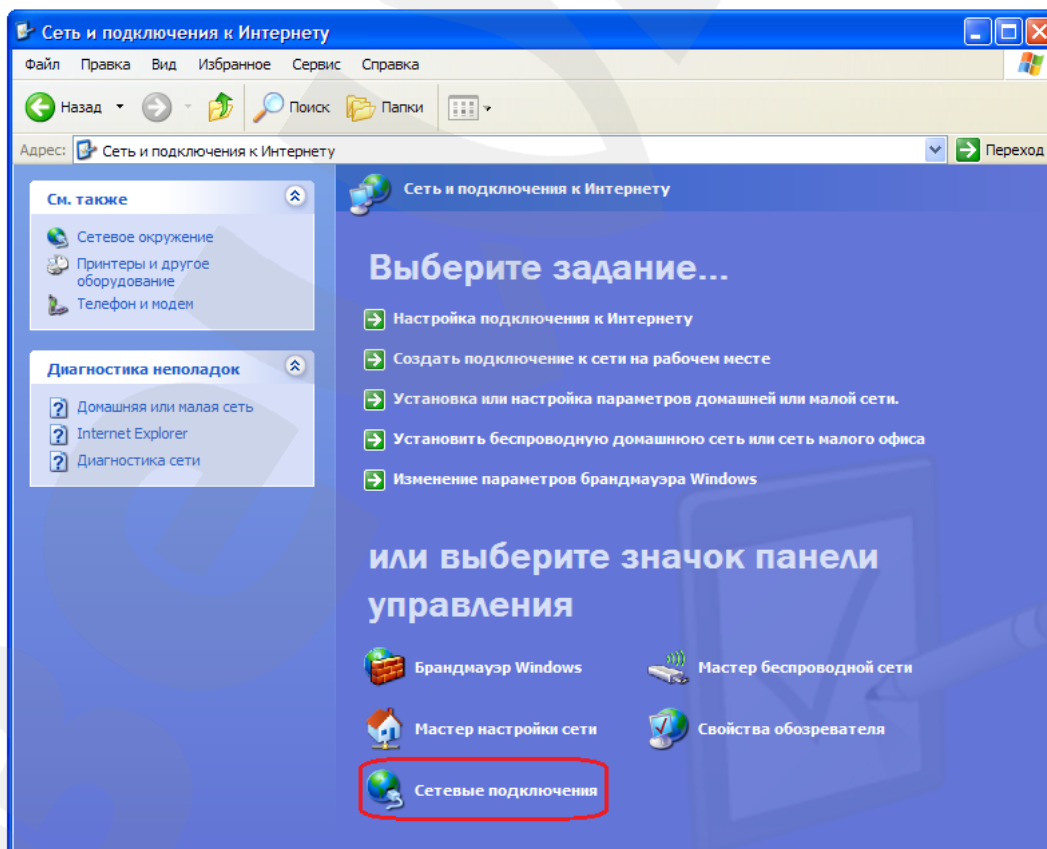 Сеть и подключения к Интернету
Файл Правка Вид Избранное Сервис Справка
Назад Поиск Папки
Адрес: Сеть и подключения к Интернету Переход
См. также
Сетевое окружение
Принтеры и другое
оборудование
Телефон и модем
Диагностика неполадок
Домашняя или малая сеть
Internet Explorer
Диагностика сети
Сеть и подключения к Интернету
Выберите задание...
Настройка подключения к Интернету
Создать подключение к сети на рабочем месте
Установка или настройка параметров домашней или малой сети.
Установить беспроводную домашнюю сеть или сеть малого офиса
Изменение параметров брандмауэра Windows
или выберите значок панели
управления
Брандмауэр Windows Мастер беспроводной сети
Мастер настройки сети Свойства обозревателя
Сетевые подключения